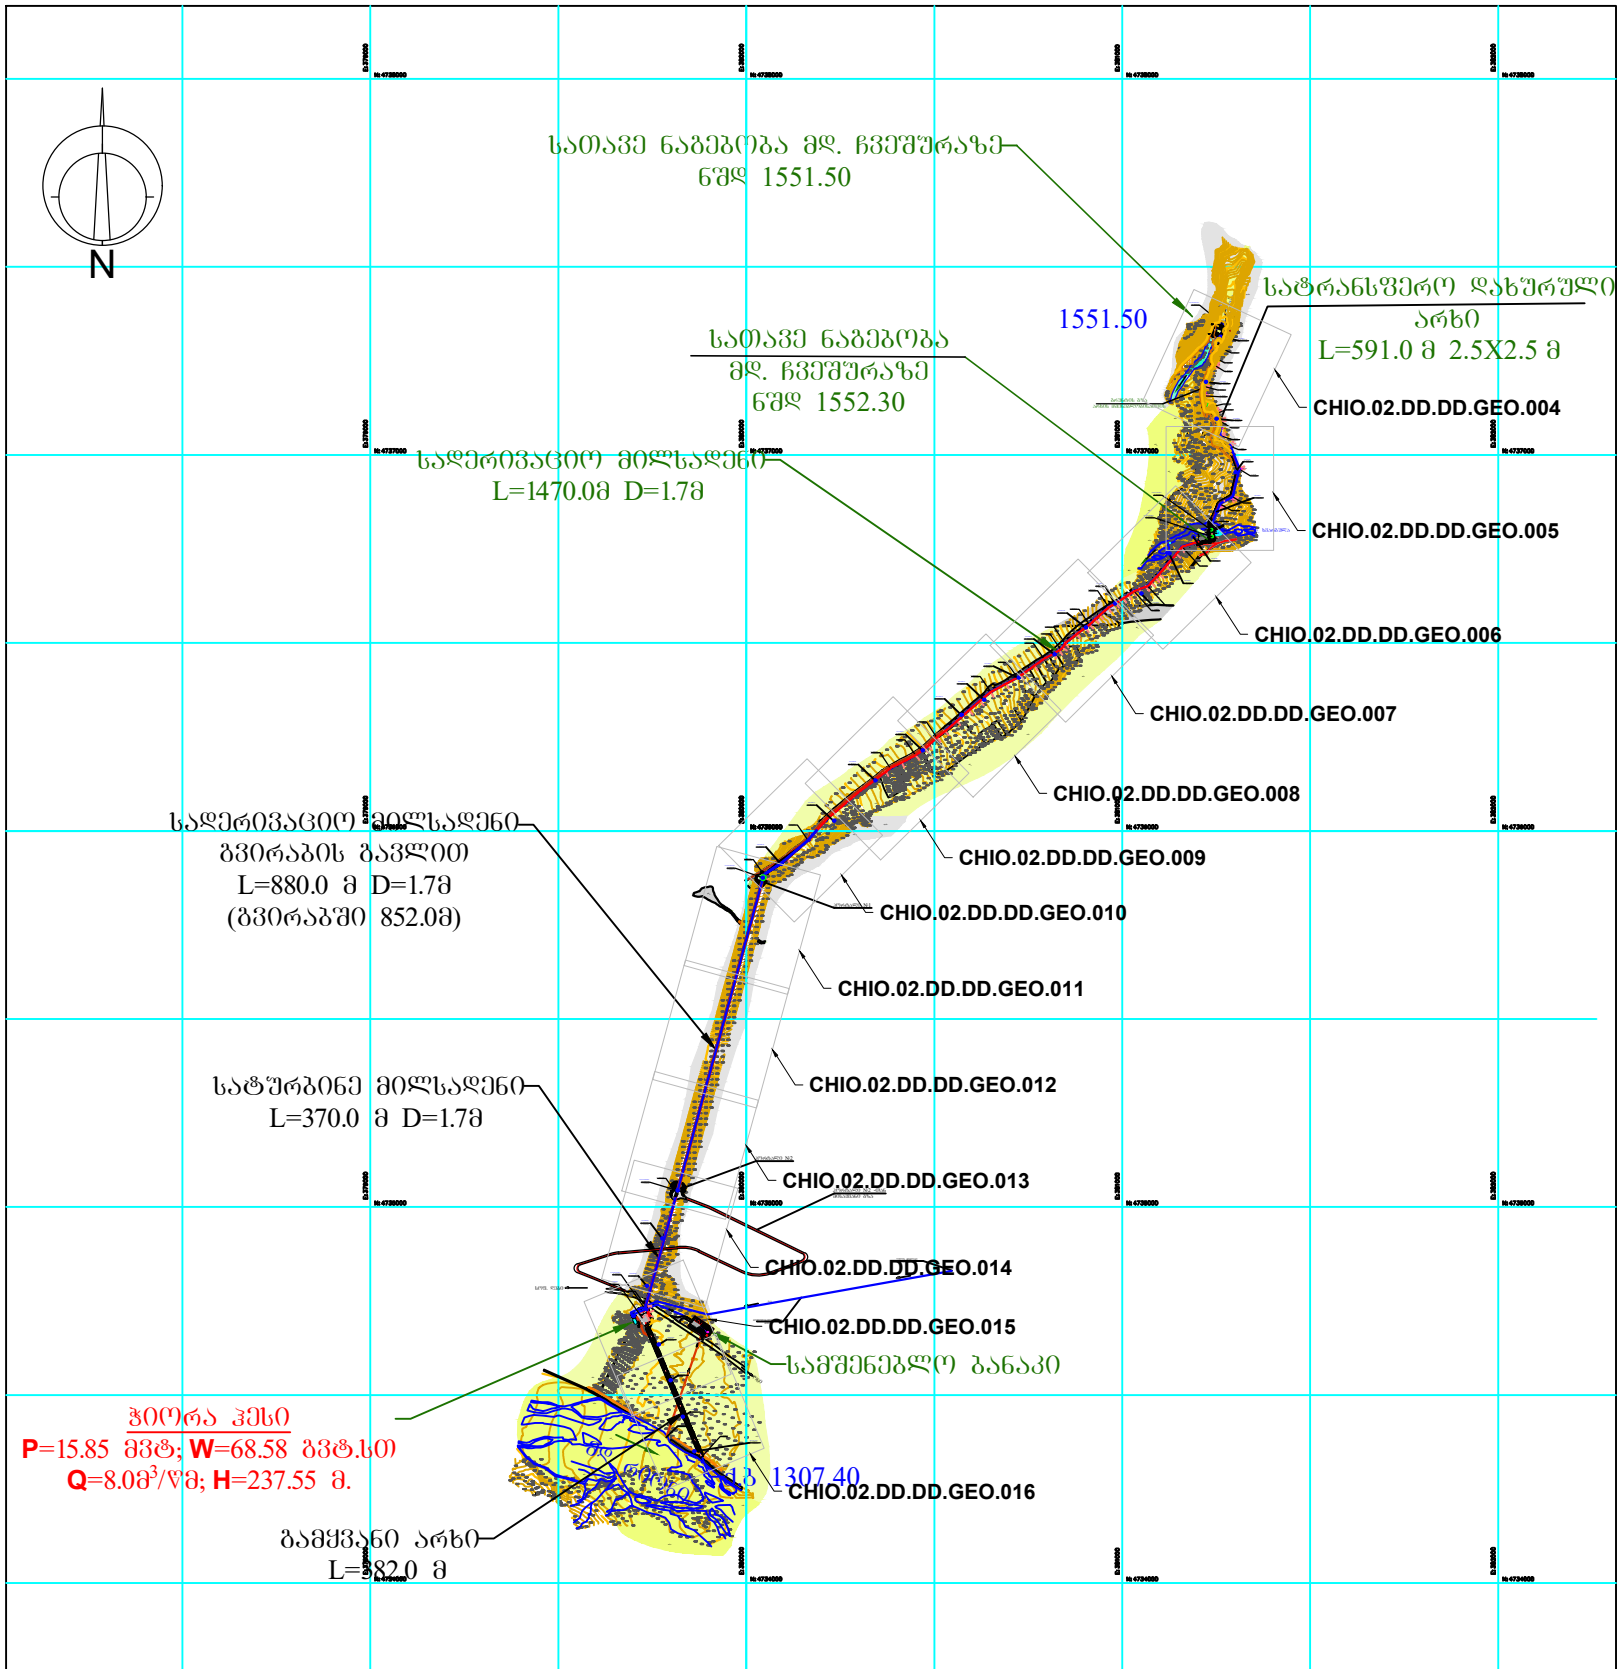 N
სათავე ნაგებობა მდ. ჩვეშურაზე
ნშდ 1551.50
1551.50
სატრანსფერო დახურული
არხი
L=591.0 მ 2.5X2.5 მ
სათავე ნაგებობა
მდ. ჩვეშურაზე
ნშდ 1552.30
CHIO.02.DD.DD.GEO.004
სადერივაციო მილსადენი
L=1470.0მ D=1.7მ
CHIO.02.DD.DD.GEO.005
CHIO.02.DD.DD.GEO.006
CHIO.02.DD.DD.GEO.007
CHIO.02.DD.DD.GEO.008
სადერივაციო მილსადენი
გვირაბის გავლით
L=880.0 მ D=1.7მ
(გვირაბში 852.0მ)
CHIO.02.DD.DD.GEO.009
CHIO.02.DD.DD.GEO.010
CHIO.02.DD.DD.GEO.011
სატურბინე მილსადენი
L=370.0 მ D=1.7მ
CHIO.02.DD.DD.GEO.012
CHIO.02.DD.DD.GEO.013
CHIO.02.DD.DD.GEO.014
CHIO.02.DD.DD.GEO.015
სამშენებლო ბანაკი
ჭიორა ჰესი
P=15.85 მვტ; W=68.58 გვტ.სთ
Q=8.0მ³/წმ; H=237.55 მ.
1307.40
CHIO.02.DD.DD.GEO.016
გამყვანი არხი
L=382.0 მ